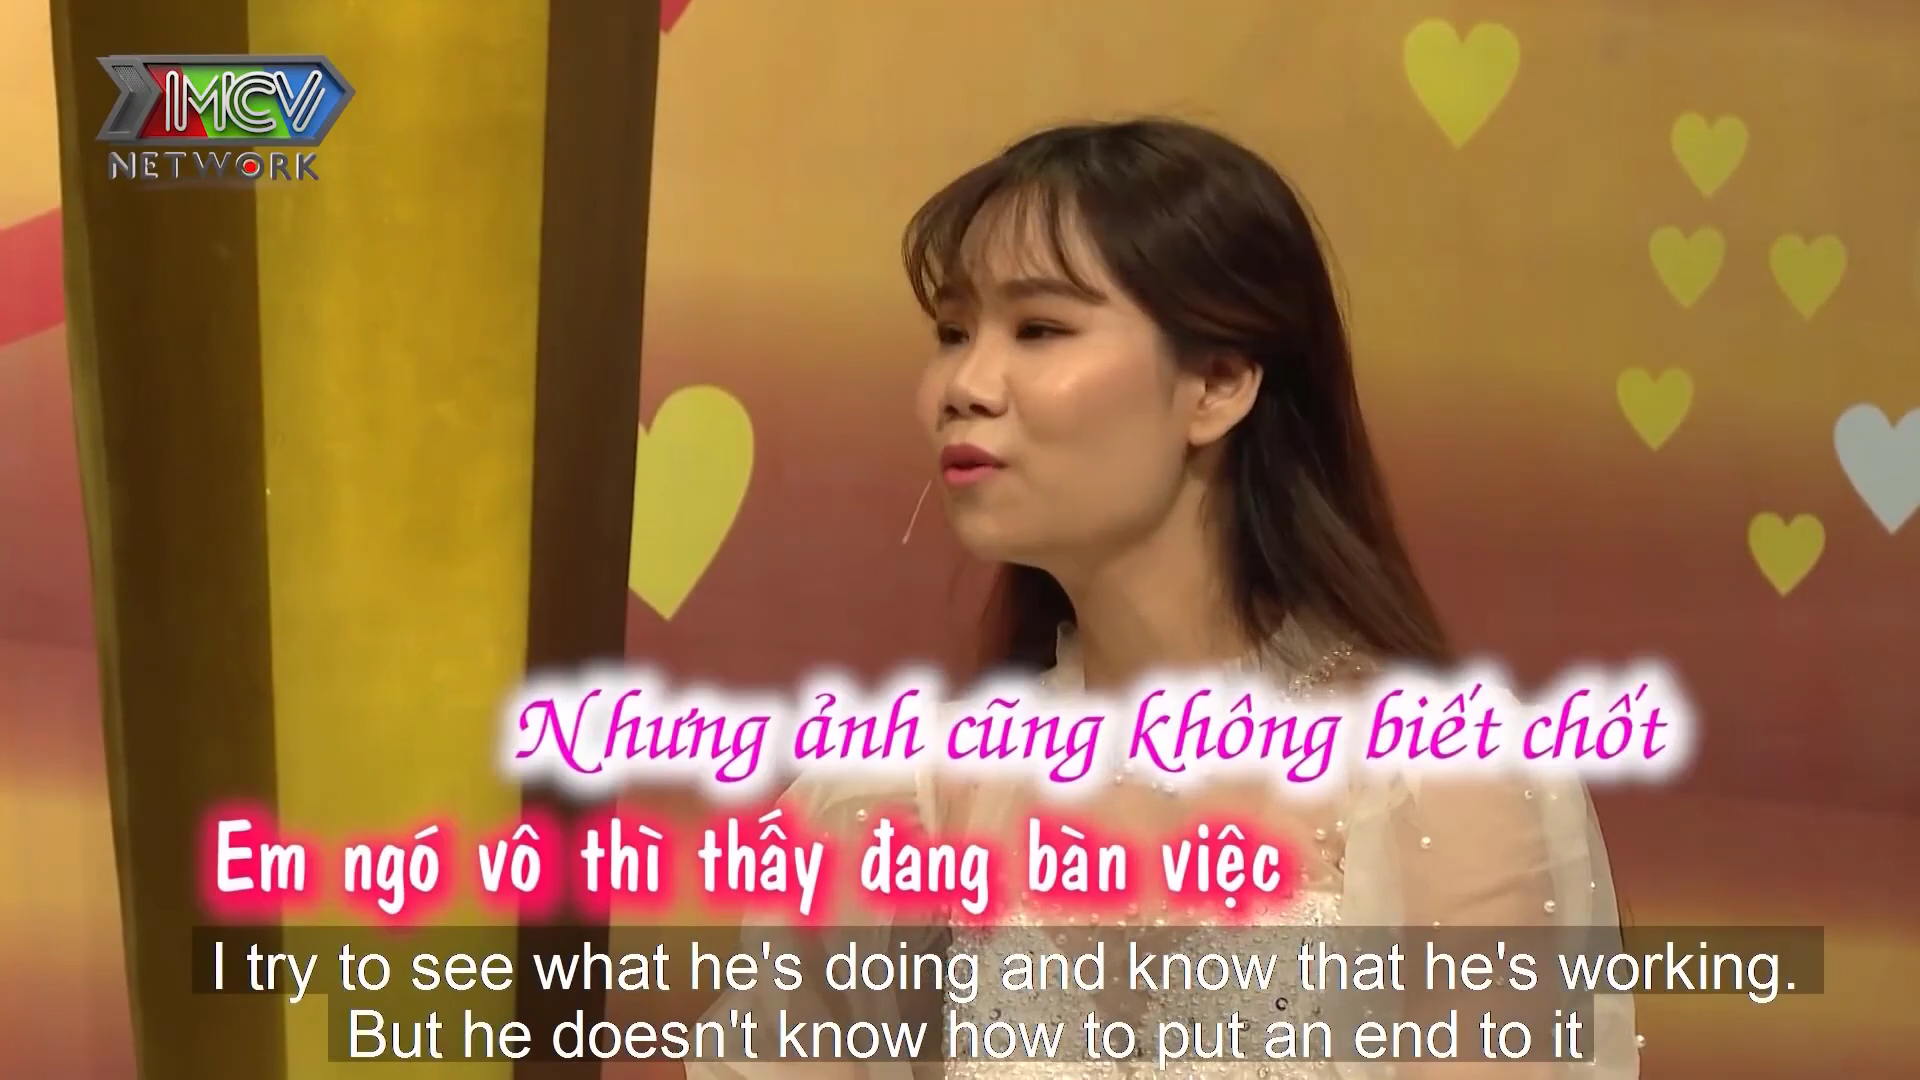 MCV
NETWORK
Nhưng ảnh cũng không biết chốt
Em ngó vô thì thấy đang bàn việc
I try to see what he's doing and know that he's working.
But he doesn't know how to put an end to it